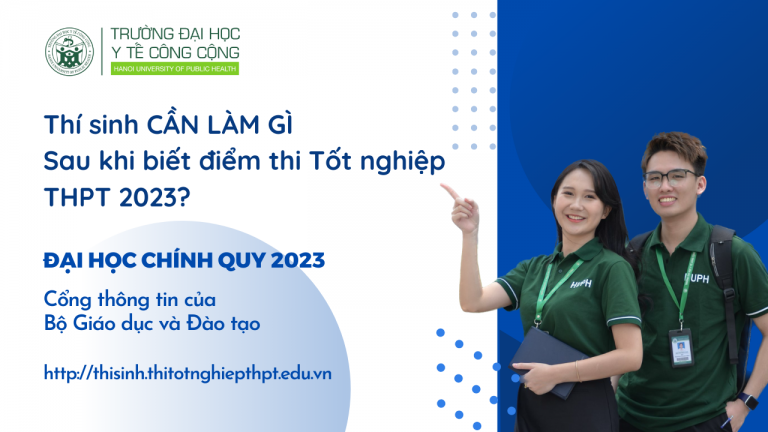 TRƯỜNG ĐẠI HỌC
Y TẾ CÔNG CỘNG
HANOI UNIVERSITY OF PUBLIC HEALTH
Thí sinh CẦN LÀM GÌ
Sau khi biết điểm thi Tốt nghiệp
THPT 2023?
ĐẠI HỌC CHÍNH QUY 2023
Cổng thông tin của
Bộ Giáo dục và Đào tạo
http://thisinh.thitotnghiepthpt.edu.vn
HUPH
HUPH